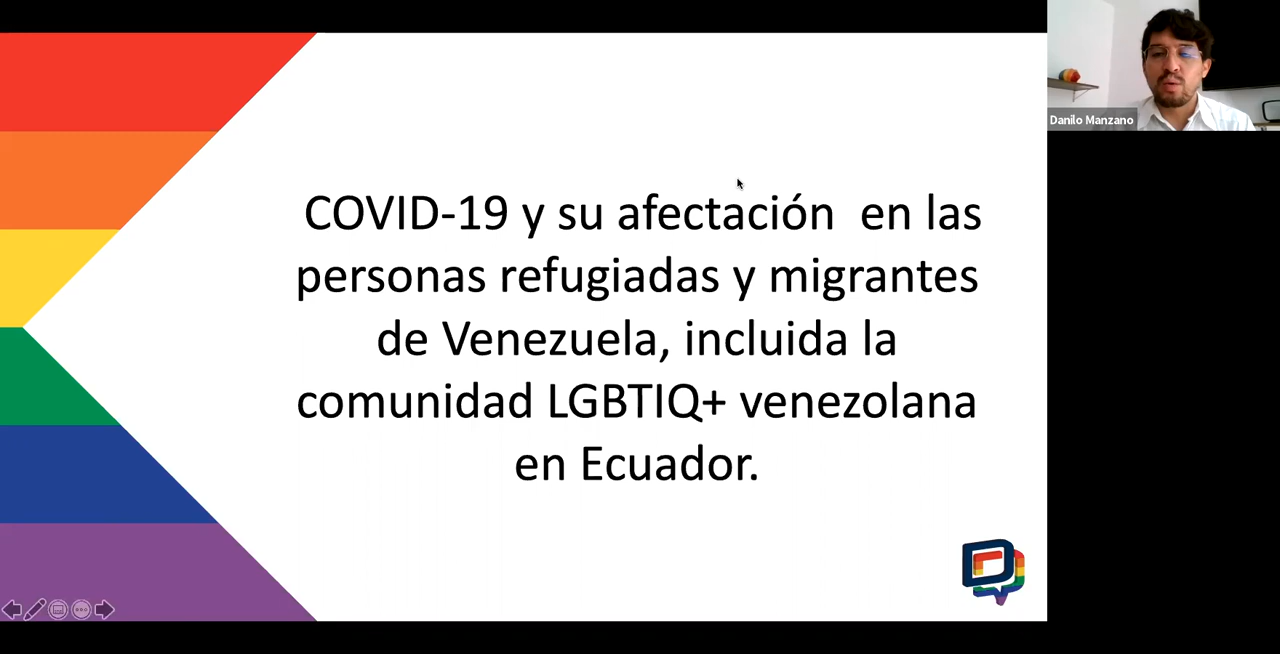 COVID-19 y su afectación en las
personas refugiadas y migrantes
de Venezuela, incluida la
comunidad LGBTIQ+ venezolana
en Ecuador.
Danilo Manzano